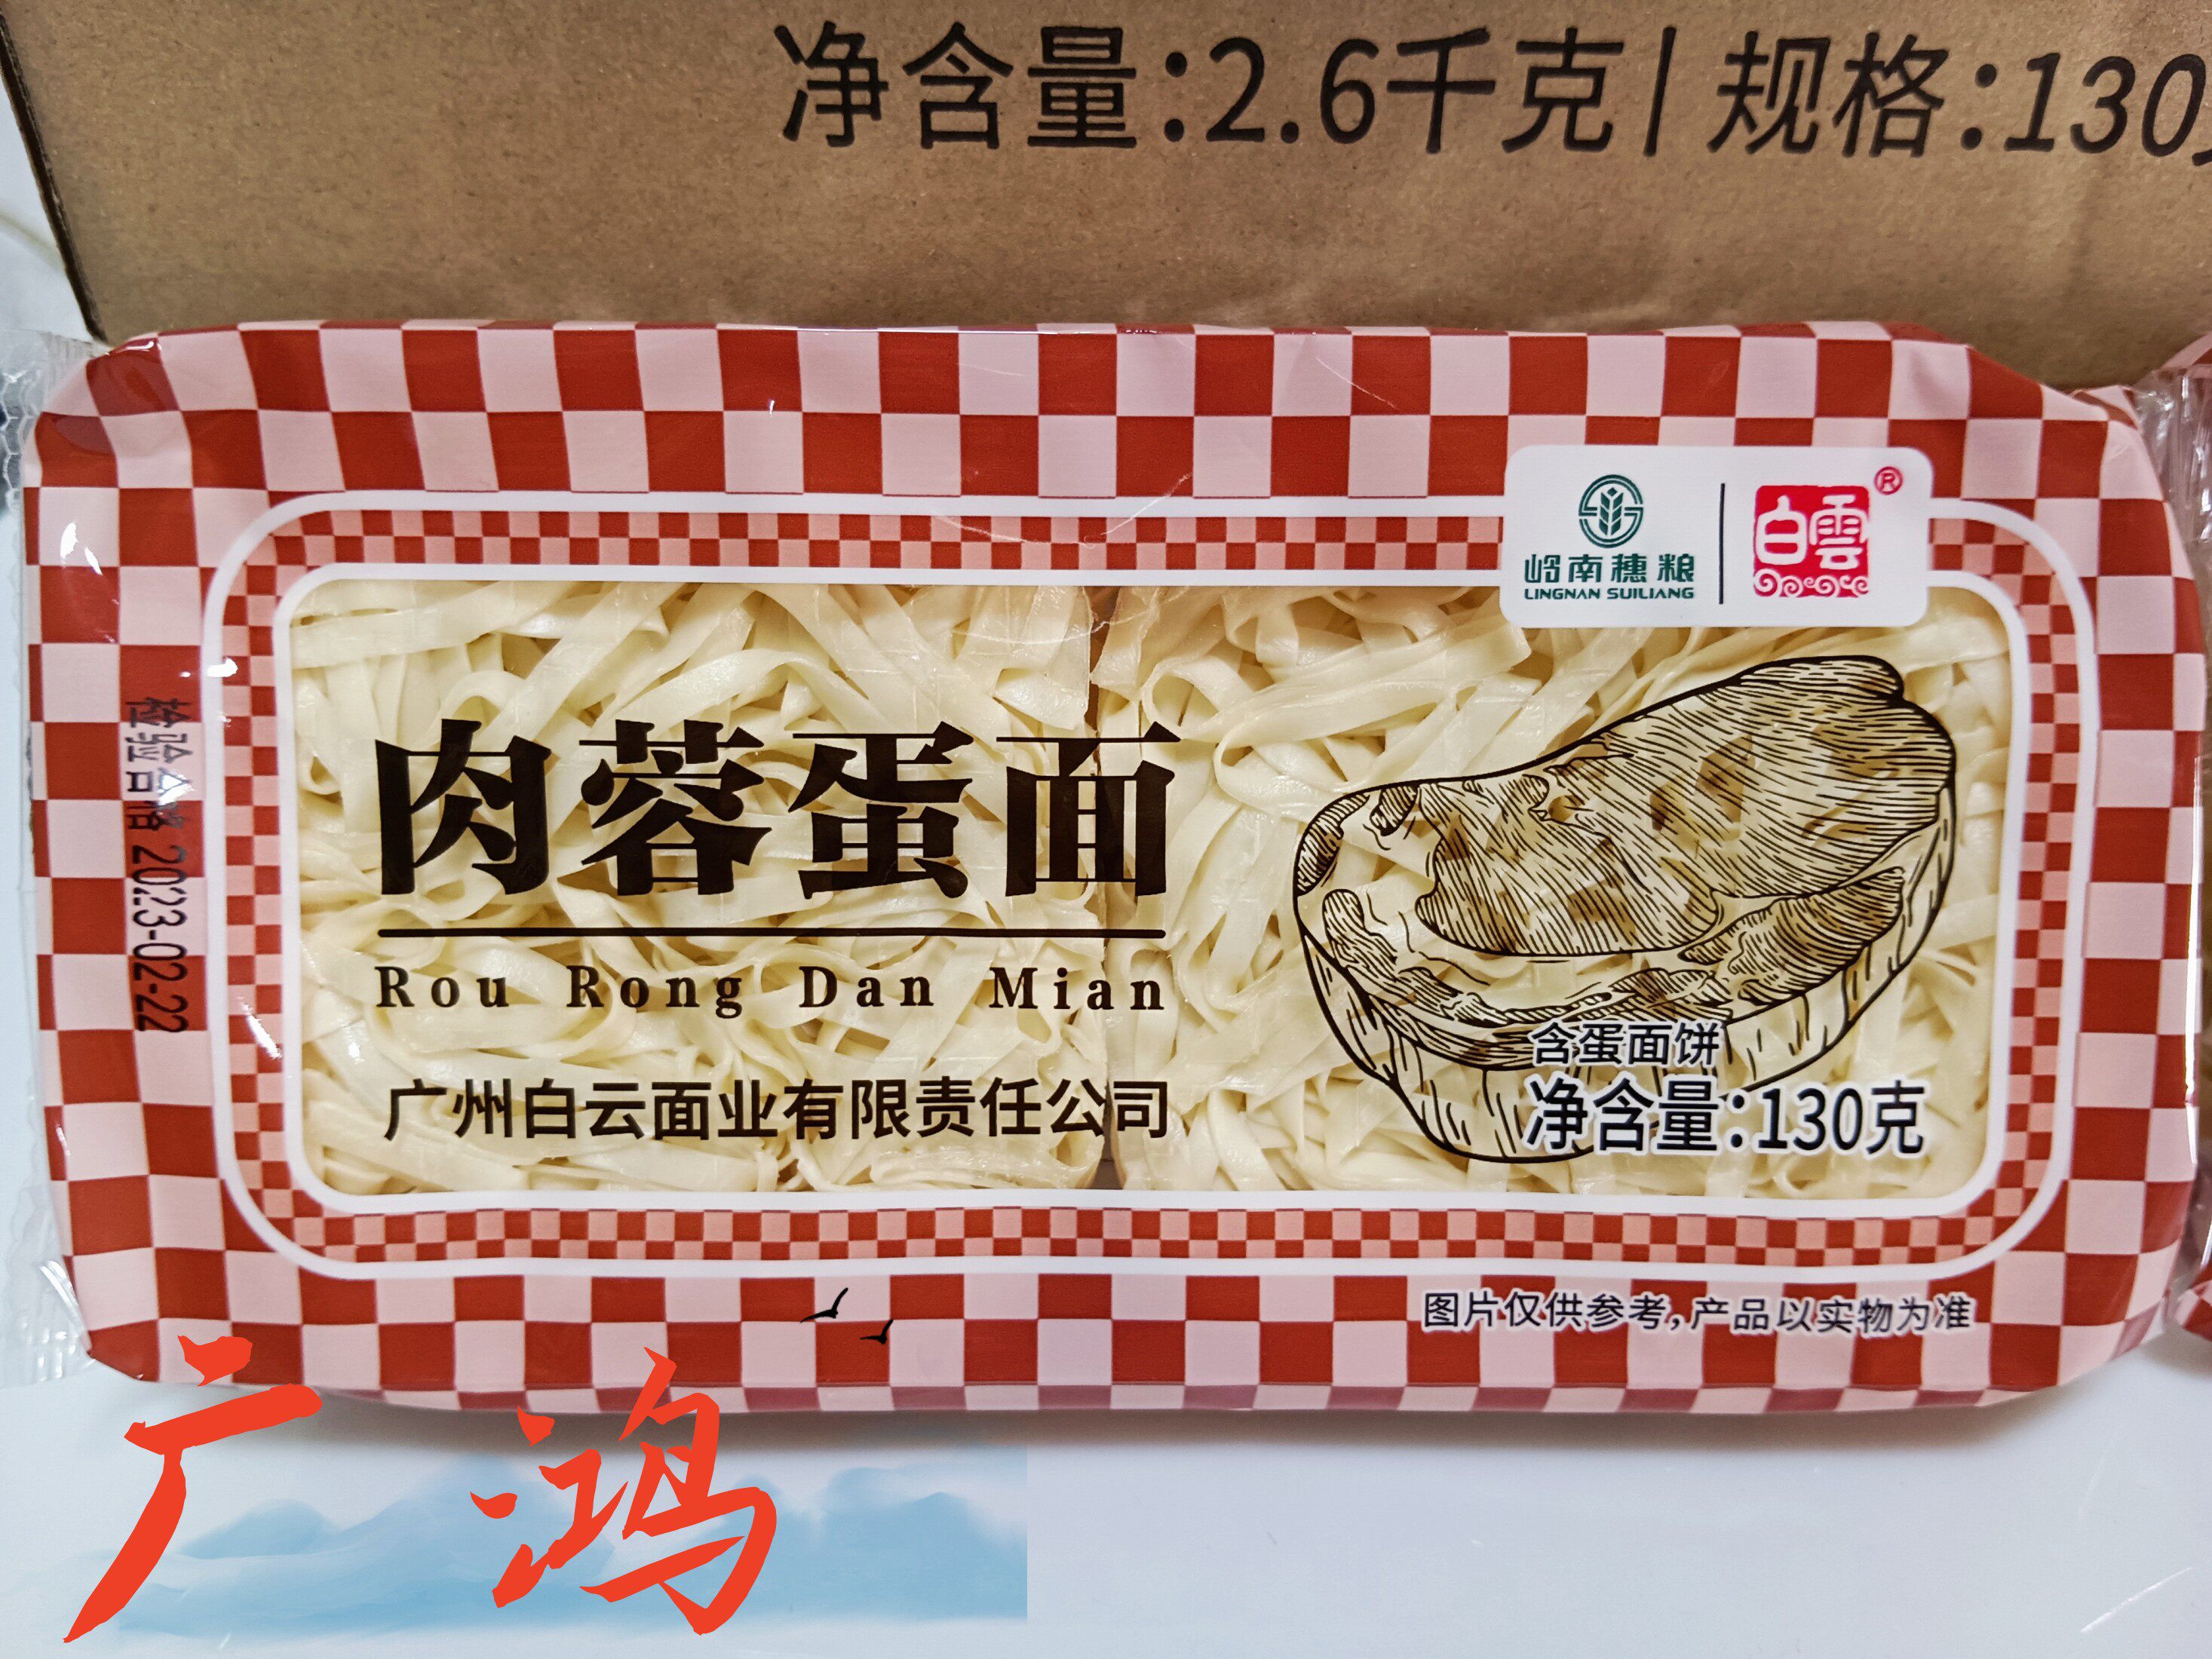 净含量:2.6千克|规格:130
岭南穗粮
LINGNAN SUILIANG
白雲®
肉蓉蛋面
Rou Rong Dan Mian
广州白云面业有限责任公司
含蛋面饼
净含量:130克
检验合格 2023-02-22
图片仅供参考,产品以实物为准
广鸿